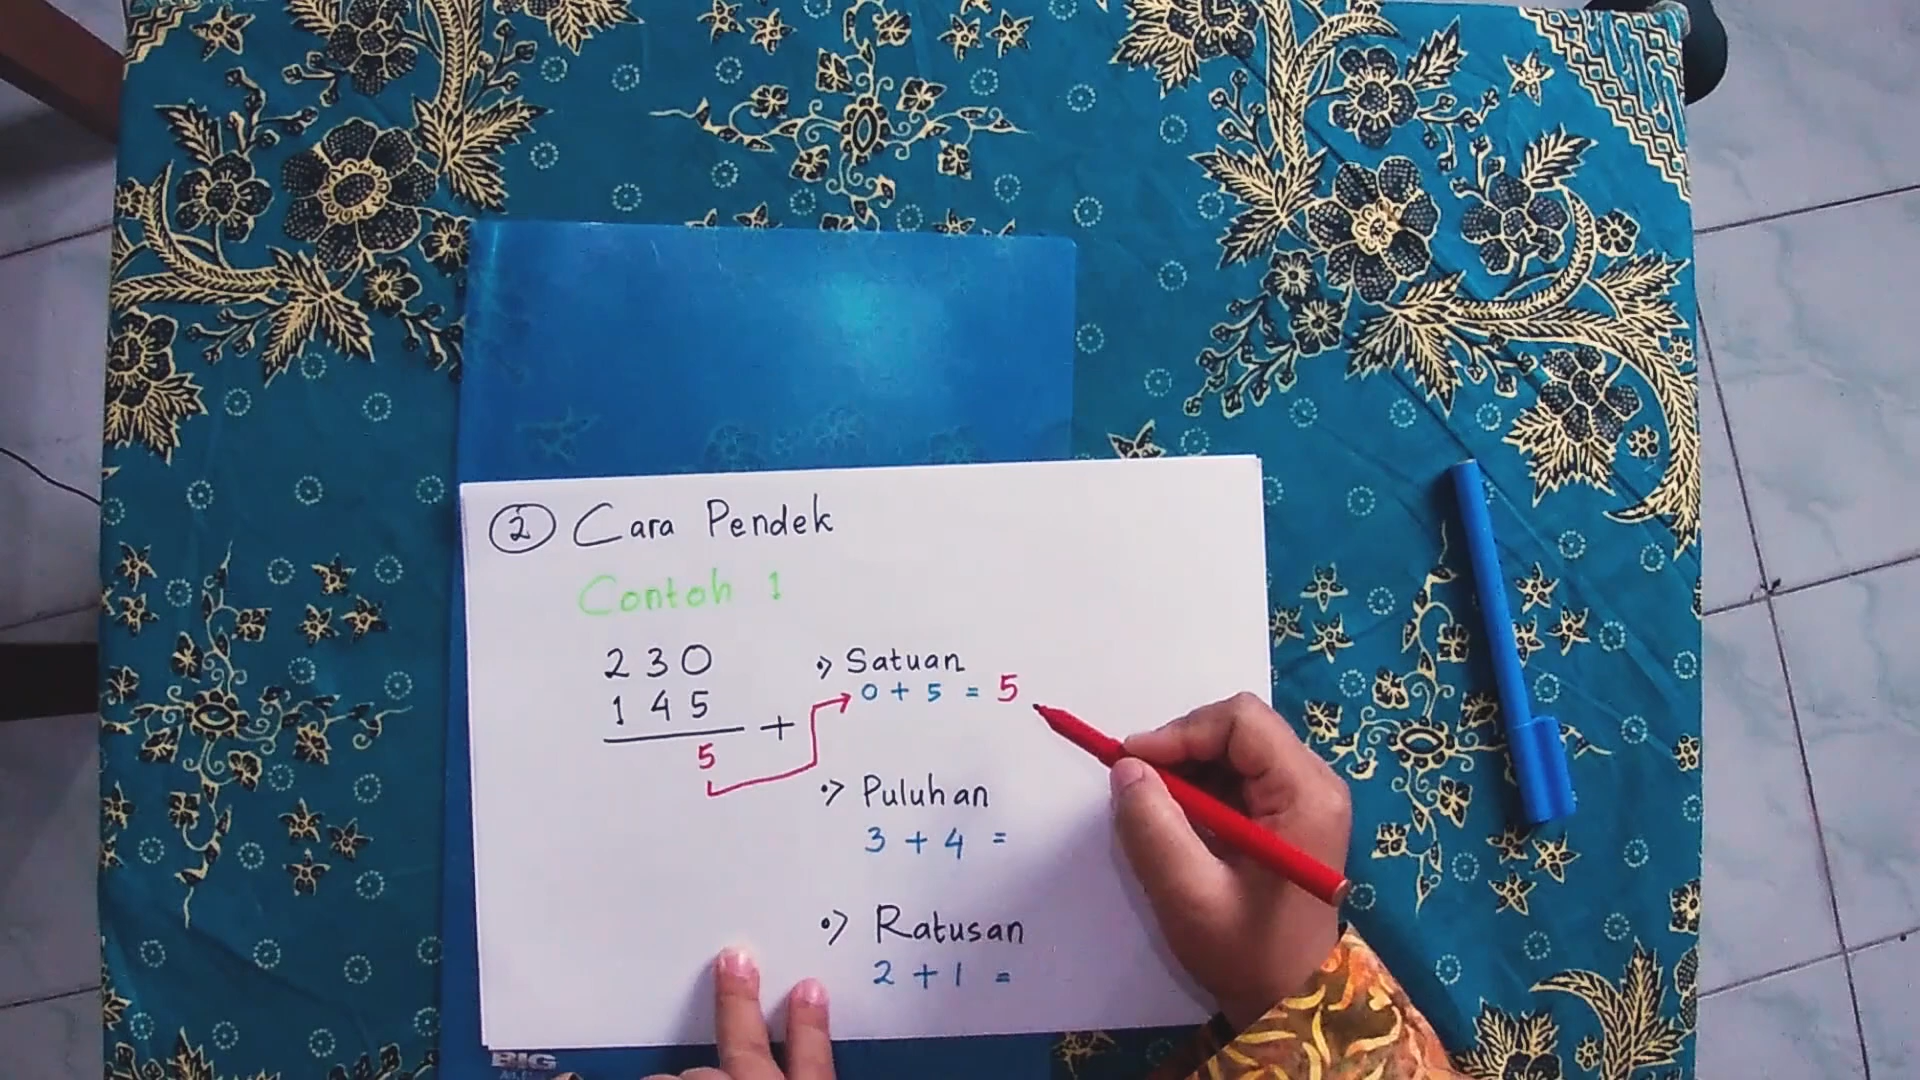 2 Cara Pendek
Contoh 1
230
145
+
5
•> Satuan
0 + 5 = 5
•> Puluhan
3 + 4 =
•> Ratusan
2 + 1 =
BIG